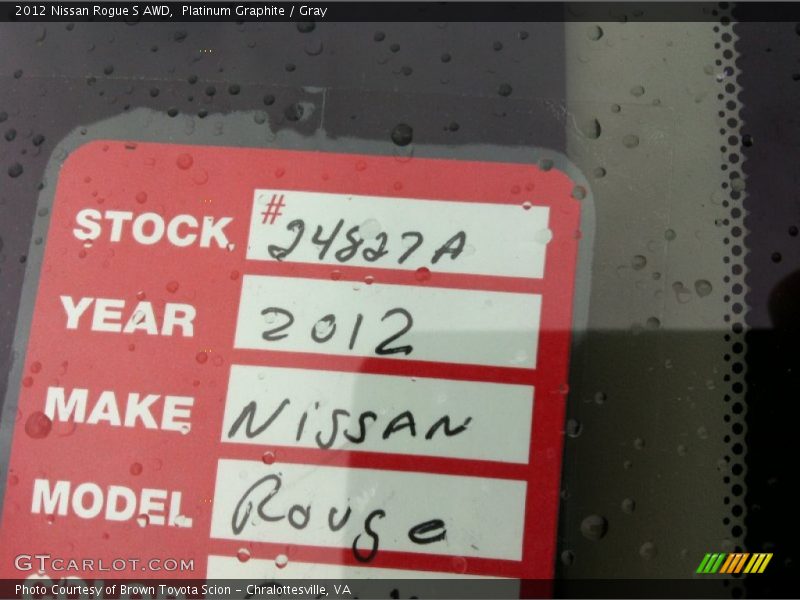 2012 Nissan Rogue S AWD,  Platinum Graphite / Gray
STOCK # 24827A
YEAR 2012
MAKE NISSAN
MODEL Rouge
GTCARLOT.COM
Photo Courtesy of Brown Toyota Scion - Chralottesville, VA